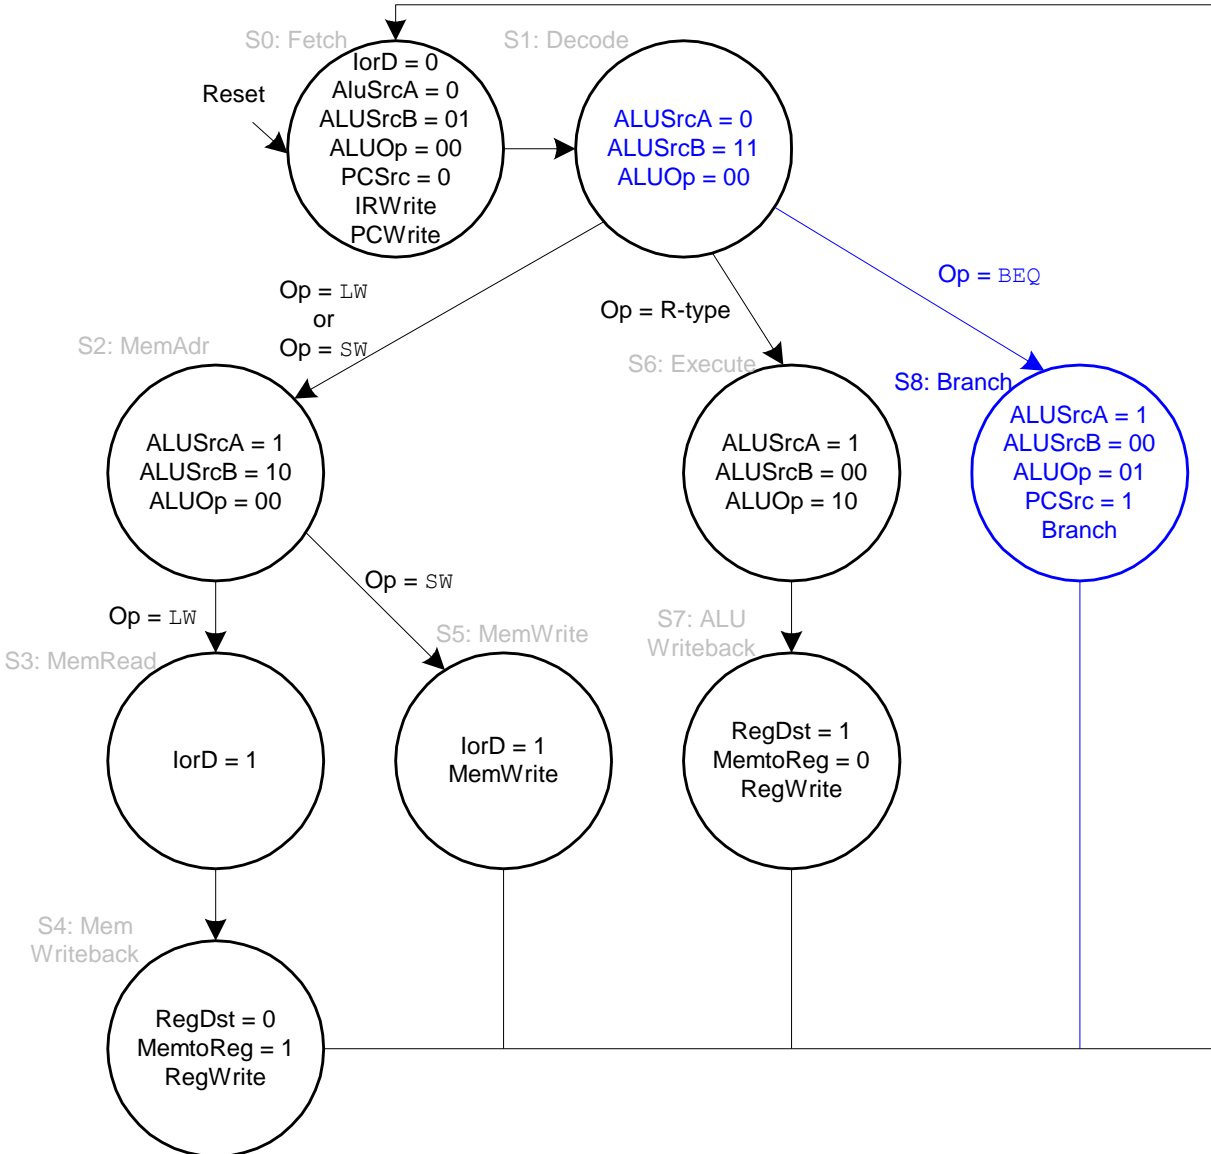 S0: Fetch
S1: Decode
Reset
IorD = 0
AluSrcA = 0
ALUSrcB = 01
ALUOp = 00
PCSrc = 0
IRWrite
PCWrite
ALUSrcA = 0
ALUSrcB = 11
ALUOp = 00
Op = LW
or
Op = SW
Op = R-type
Op = BEQ
S2: MemAdr
S6: Execute
S8: Branch
ALUSrcA = 1
ALUSrcB = 10
ALUOp = 00
ALUSrcA = 1
ALUSrcB = 00
ALUOp = 10
ALUSrcA = 1
ALUSrcB = 00
ALUOp = 01
PCSrc = 1
Branch
Op = LW
Op = SW
S3: MemRead
S5: MemWrite
S7: ALU
Writeback
IorD = 1
IorD = 1
MemWrite
RegDst = 1
MemtoReg = 0
RegWrite
S4: Mem
Writeback
RegDst = 0
MemtoReg = 1
RegWrite